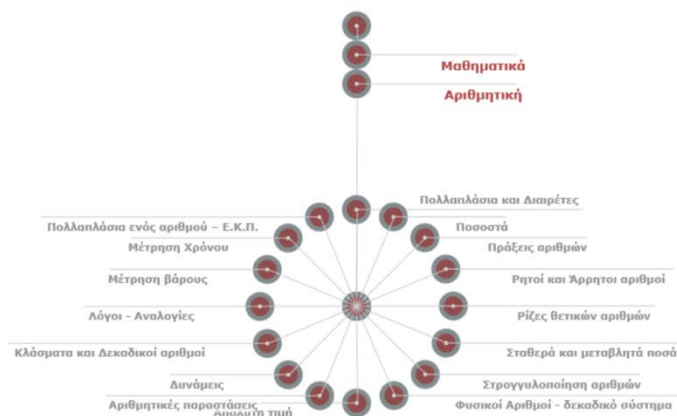 Μαθηματικά
Αριθμητική
Πολλαπλάσια και Διαιρέτες
Πολλαπλάσια ενός αριθμού – Ε.Κ.Π.
Ποσοστά
Μέτρηση Χρόνου
Πράξεις αριθμών
Μέτρηση βάρους
Ρητοί και Άρρητοι αριθμοί
Λόγοι - Αναλογίες
Ρίζες θετικών αριθμών
Κλάσματα και Δεκαδικοί αριθμοί
Σταθερά και μεταβλητά ποσά
Δυνάμεις
Στρογγυλοποίηση αριθμών
Αριθμητικές παραστάσεις
Φυσικοί Αριθμοί - δεκαδικό σύστημα
Απόλυτη τιμή